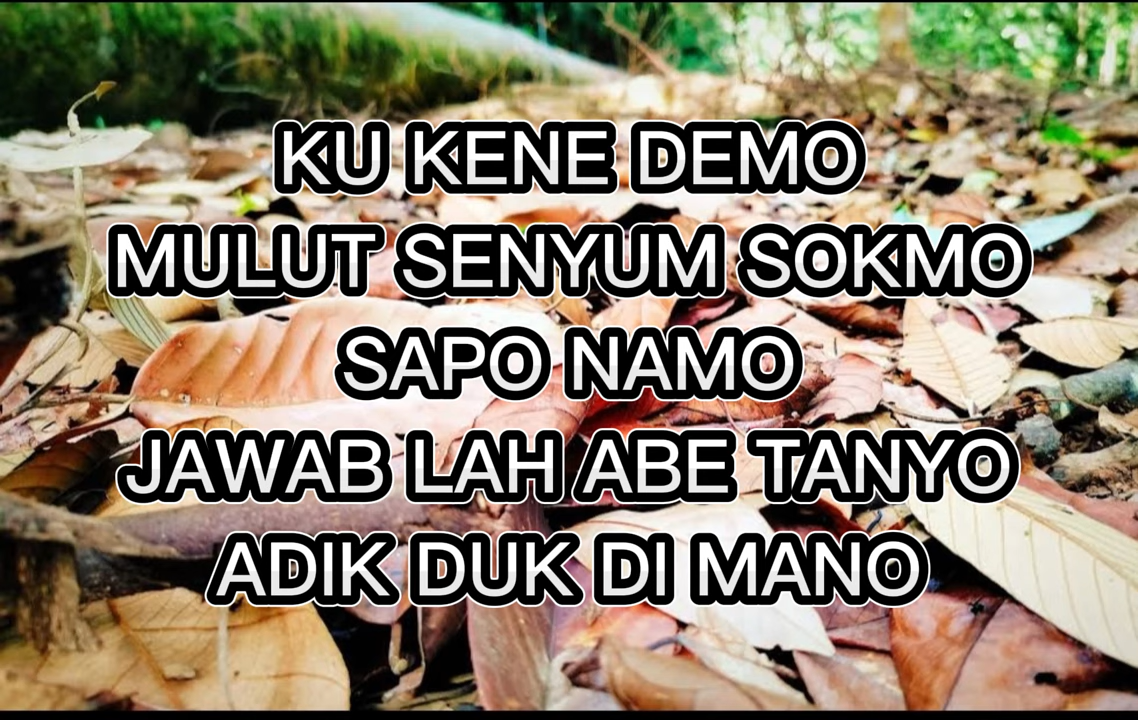 KU KENE DEMO
MULUT SENYUM SOKMO
SAPO NAMO
JAWAB LAH ABE TANYO
ADIK DUK DI MANO